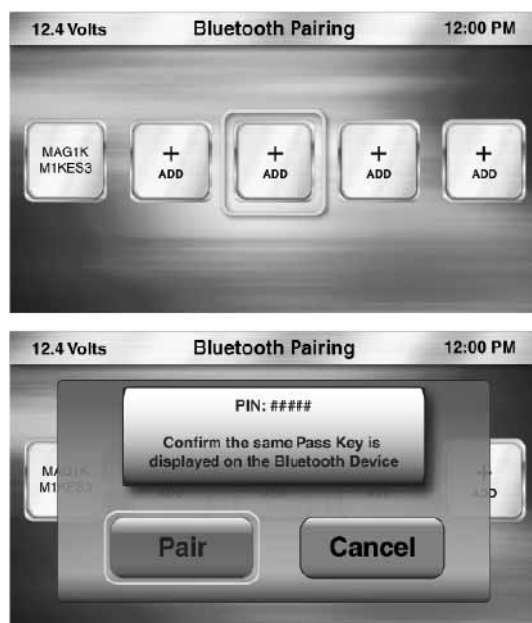 12.4 Volts Bluetooth Pairing 12:00 PM
MAG1K
M1KES3
+
ADD
+
ADD
+
ADD
+
ADD
12.4 Volts Bluetooth Pairing 12:00 PM
PIN: #####
Confirm the same Pass Key is
displayed on the Bluetooth Device
Pair Cancel